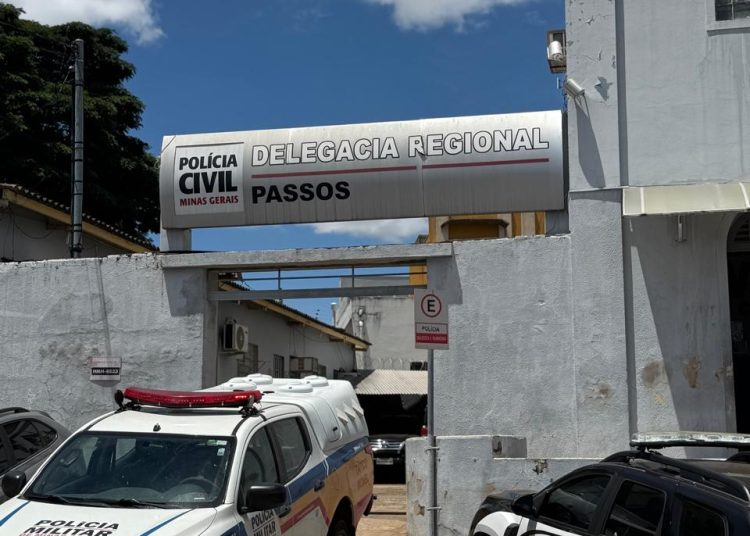 POLÍCIA
CIVIL
MINAS GERAIS
DELEGACIA REGIONAL
PASSOS
E
POLÍCIA
POLÍCIA MILITAR
POLÍCIA